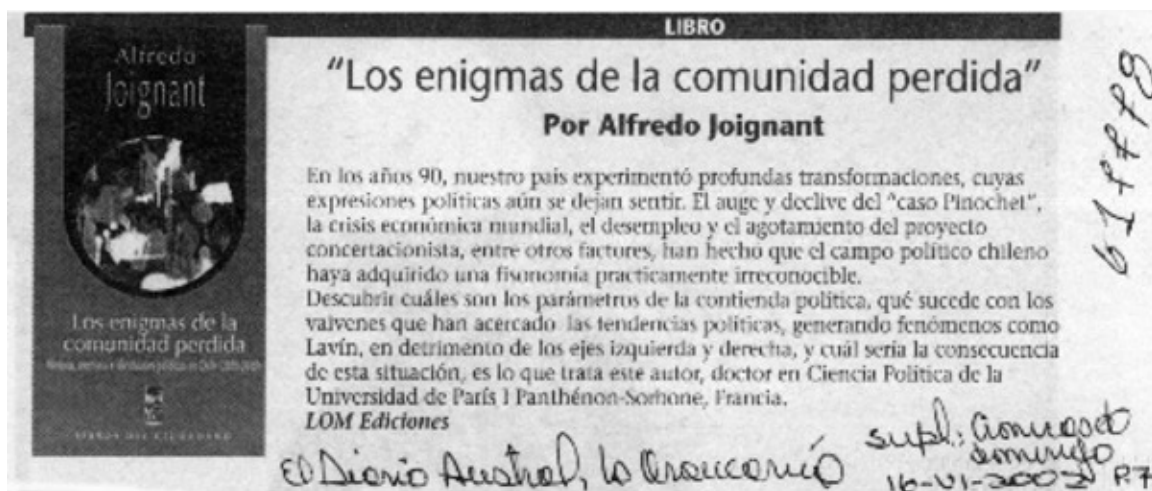 LIBRO
Alfredo
Joignant
Los enigmas de la
comunidad perdida
"Los enigmas de la comunidad perdida"
Por Alfredo Joignant
En los años 90, nuestro país experimentó profundas transformaciones, cuyas
expresiones políticas aún se dejan sentir. El auge y declive del "caso Pinochet",
la crisis económica mundial, el desempleo y el agotamiento del proyecto
concertacionista, entre otros factores, han hecho que el campo político chileno
haya adquirido una fisonomía practicamente irreconocible.
Descubrir cuáles son los parámetros de la contienda política, qué sucede con los
vaivenes que han acercado las tendencias políticas, generando fenómenos como
Lavín, en detrimento de los ejes izquierda y derecha, y cuál sería la consecuencia
de esta situación, es lo que trata este autor, doctor en Ciencia Política de la
Universidad de París I Panthénon-Sorbone, Francia.
LOM Ediciones
El Diario Austral, la Araucanía
supl:
domingo
16-VI-2002 P.7